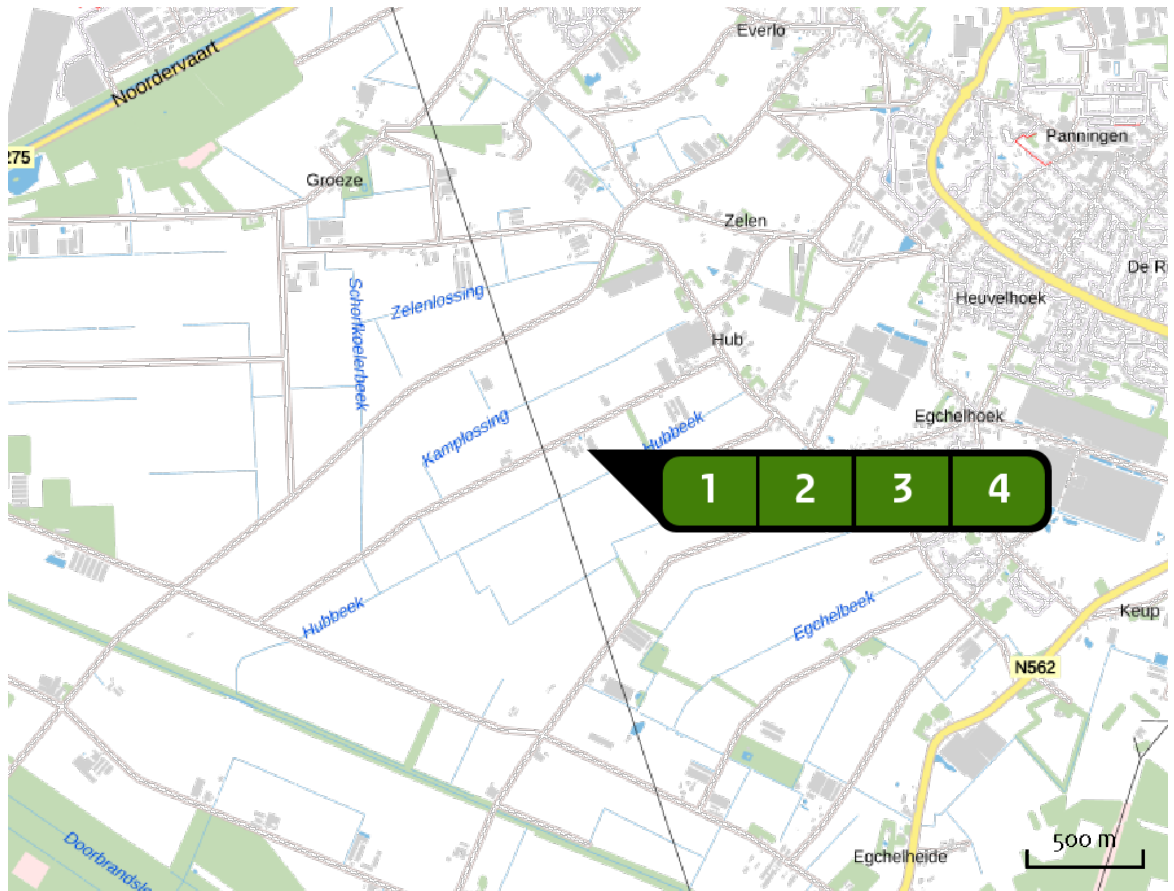 Everlo
Noordervaart
275
Panningen
Groeze
Zelen
De R
Schorfkoelerbeek
Zelenlossing
Heuvelhoek
Hub
Kamplossing
Hubbeek
Egchelhoek
1 2 3 4
Hubbeek
Egchelbeek
Keup
N562
500 m
Doorbrandsle
Egchelheide